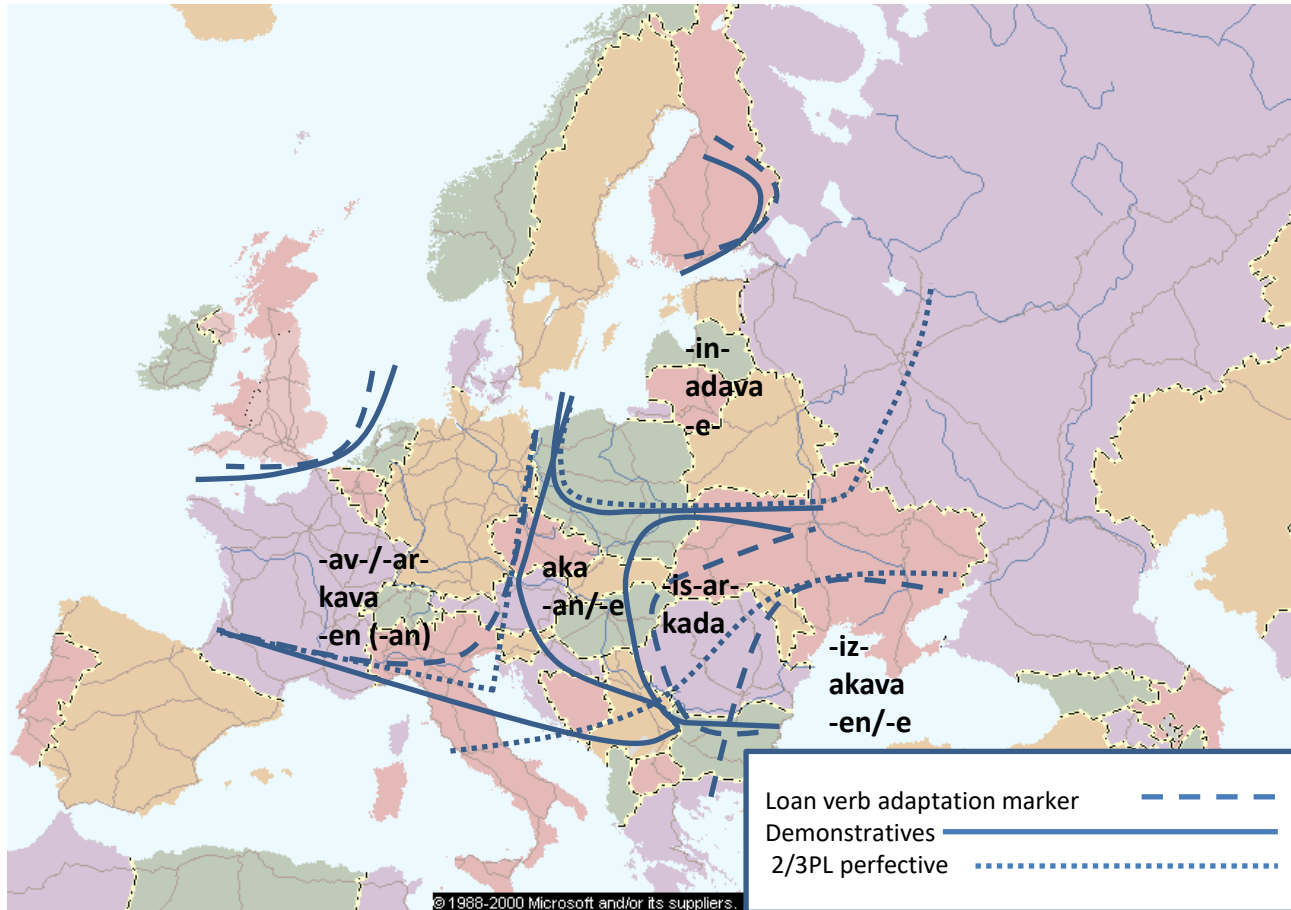 -in-
adava
-e-
-av-/-ar-
kava
-en (-an)
aka
-an/-e
-is-ar-
kada
-iz-
akava
-en/-e
Loan verb adaptation marker
Demonstratives
2/3PL perfective
© 1988-2000 Microsoft and/or its suppliers.